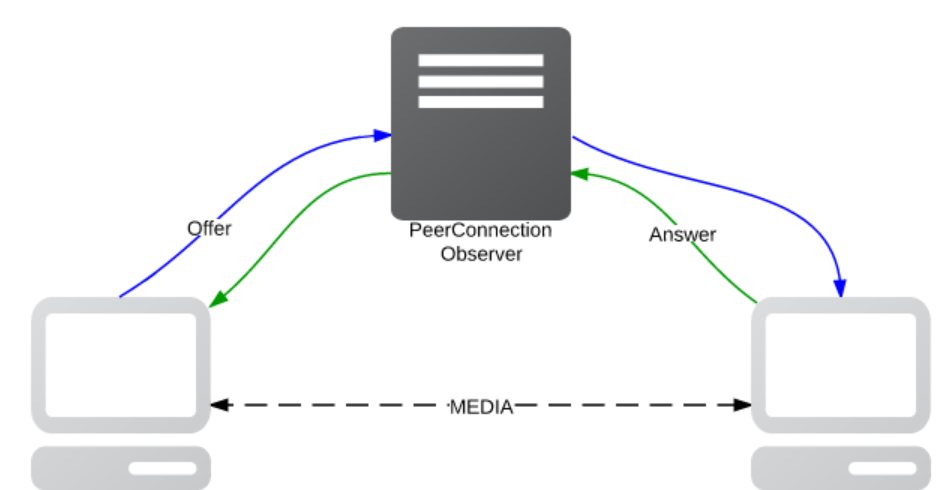 PeerConnection
Observer
Offer
Answer
MEDIA